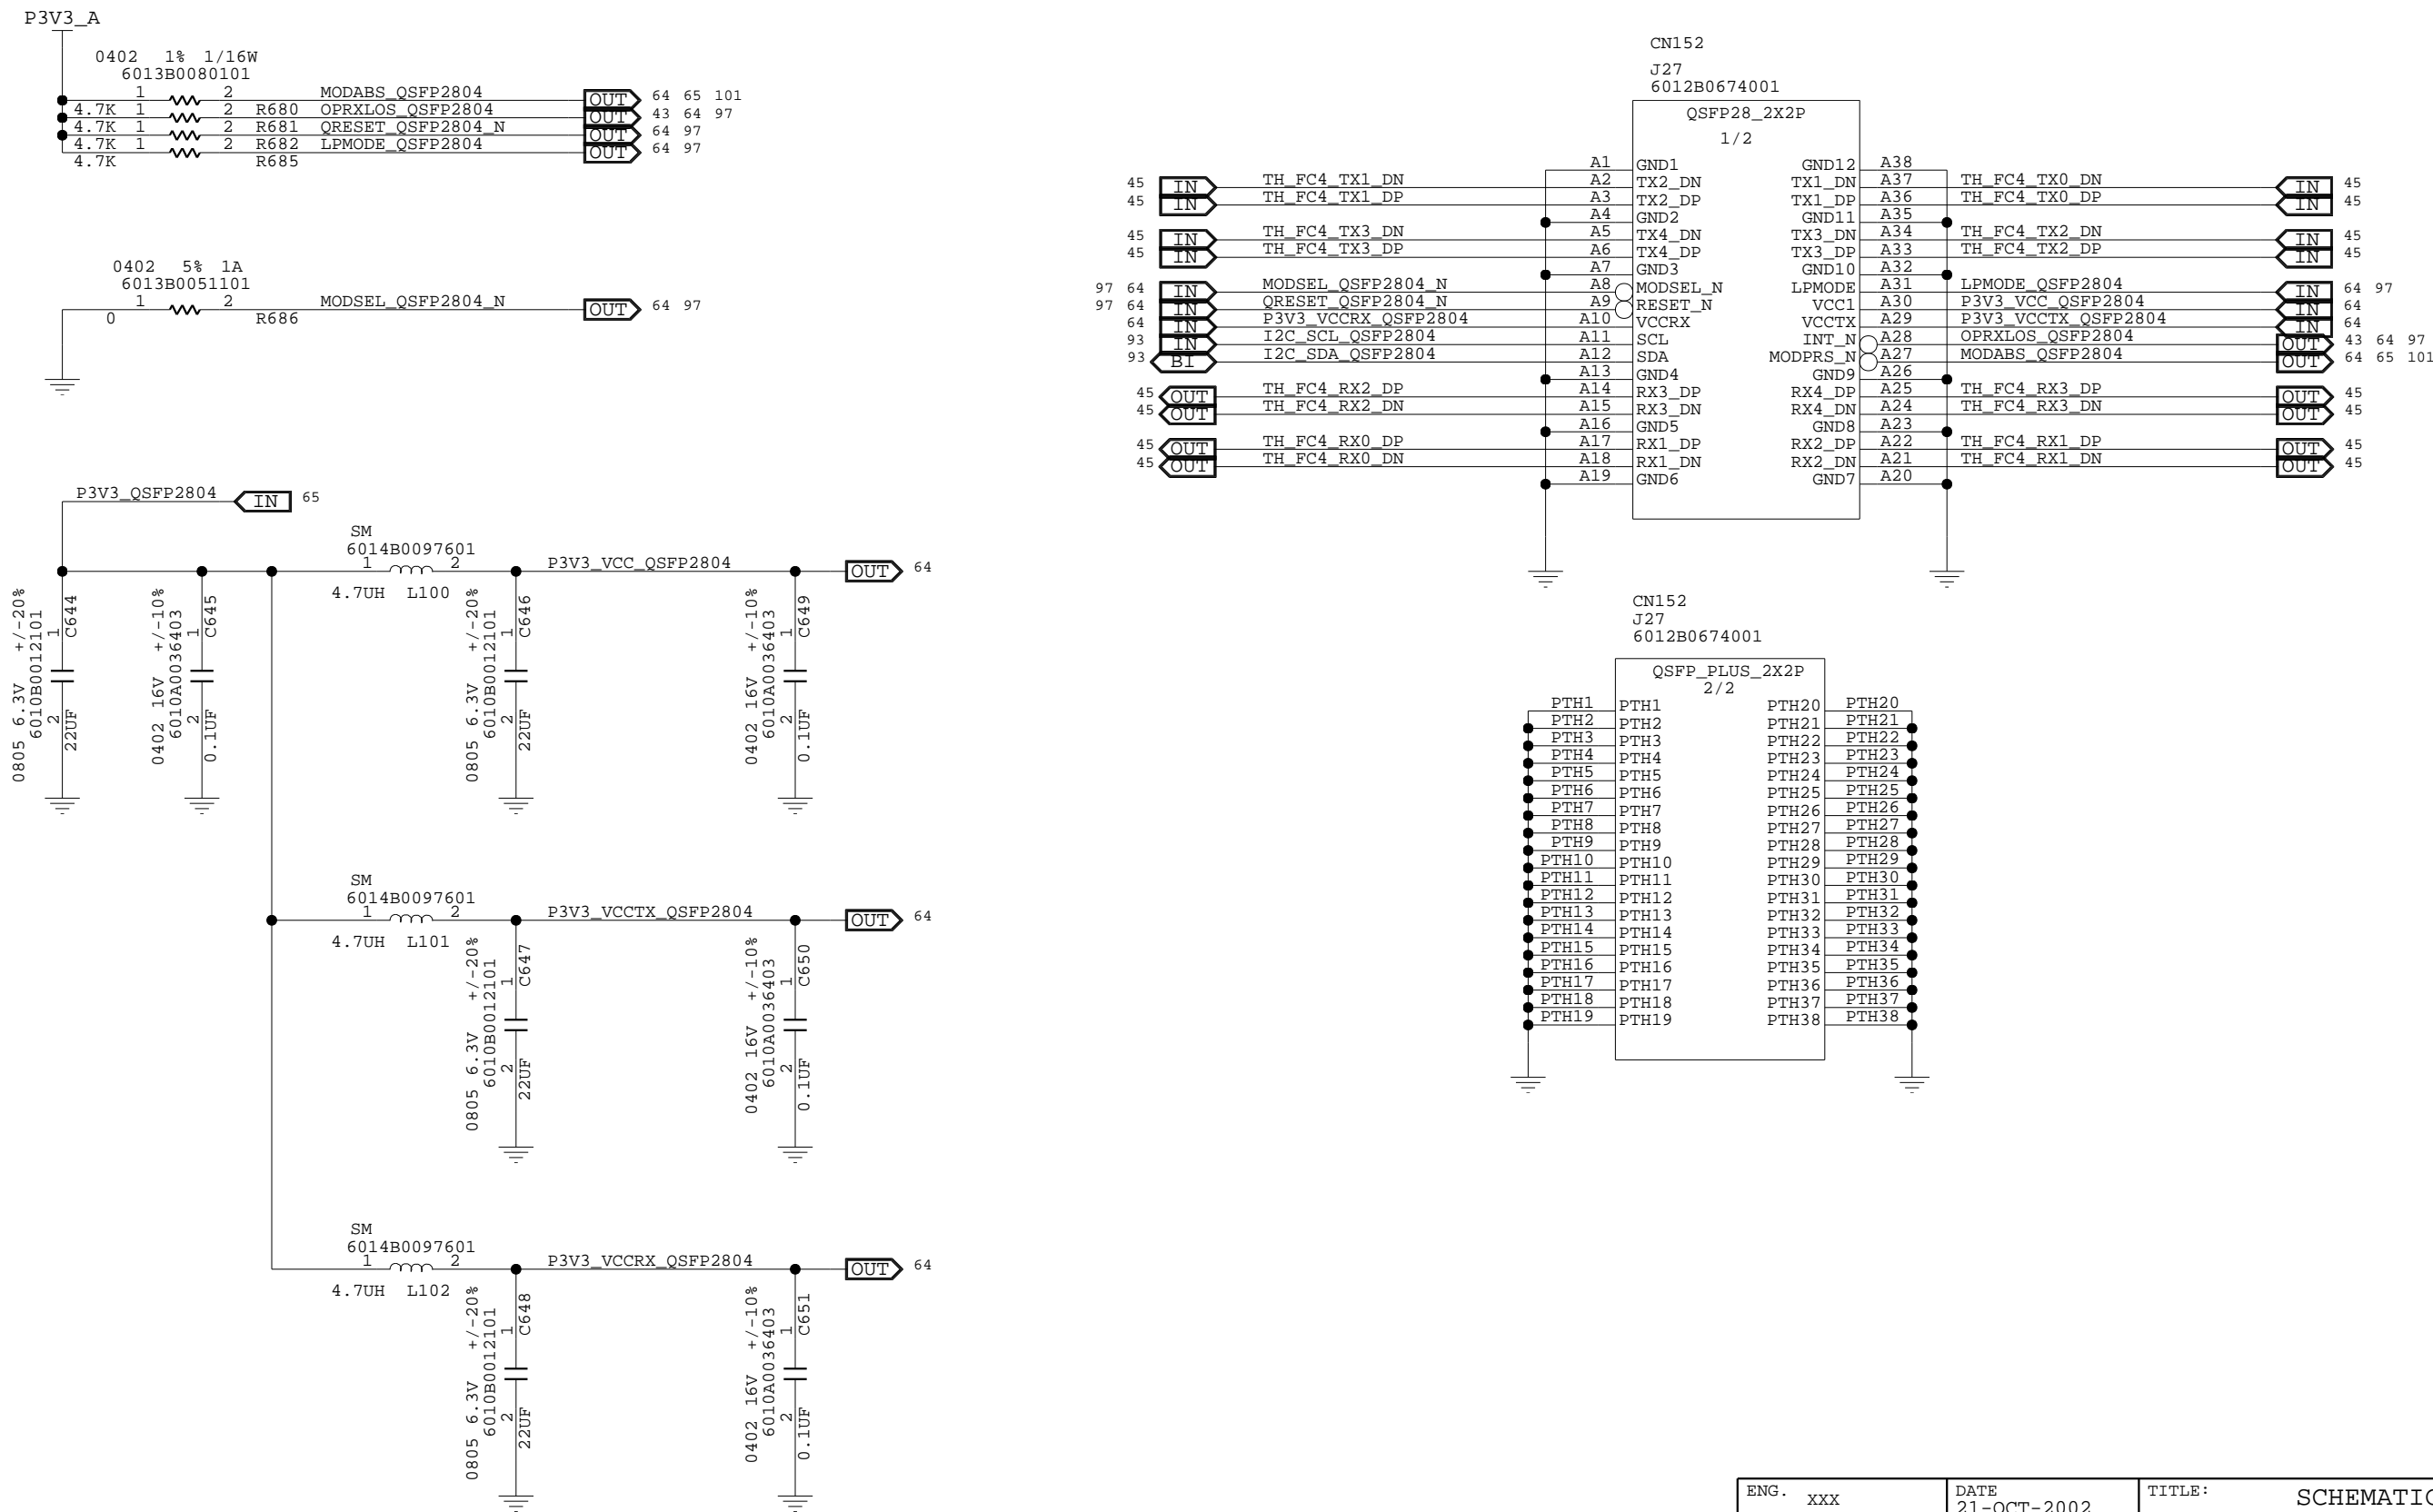 P3V3_A
0402 1% 1/16W
6013B0080101
1 2 MODABS_QSFP2804 OUT 64 65 101
4.7K 1 2 R680 OPRXLOS_QSFP2804 OUT 43 64 97
4.7K 1 2 R681 QRESET_QSFP2804_N OUT 64 97
4.7K 1 2 R682 LPMODE_QSFP2804 OUT 64 97
4.7K R685
0402 5% 1A
6013B0051101
1 2 MODSEL_QSFP2804_N OUT 64 97
0 R686
P3V3_QSFP2804 IN 65
SM
6014B0097601
1 2 P3V3_VCC_QSFP2804 OUT 64
4.7UH L100
0805 6.3V +/-20%
6010B0012101
1 2
C644
22UF
0402 16V +/-10%
6010A0036403
1 2
C645
0.1UF
0805 6.3V +/-20%
6010B0012101
1 2
C646
22UF
0402 16V +/-10%
6010A0036403
1 2
C649
0.1UF
SM
6014B0097601
1 2 P3V3_VCCTX_QSFP2804 OUT 64
4.7UH L101
0805 6.3V +/-20%
6010B0012101
1 2
C647
22UF
0402 16V +/-10%
6010A0036403
1 2
C650
0.1UF
SM
6014B0097601
1 2 P3V3_VCCRX_QSFP2804 OUT 64
4.7UH L102
0805 6.3V +/-20%
6010B0012101
1 2
C648
22UF
0402 16V +/-10%
6010A0036403
1 2
C651
0.1UF
CN152
J27
6012B0674001
QSFP28_2X2P
1/2
A1 GND1 GND12 A38
45 IN TH_FC4_TX1_DN A2 TX2_DN TX1_DN A37 TH_FC4_TX0_DN IN 45
45 IN TH_FC4_TX1_DP A3 TX2_DP TX1_DP A36 TH_FC4_TX0_DP IN 45
A4 GND2 GND11 A35
45 IN TH_FC4_TX3_DN A5 TX4_DN TX3_DN A34 TH_FC4_TX2_DN IN 45
45 IN TH_FC4_TX3_DP A6 TX4_DP TX3_DP A33 TH_FC4_TX2_DP IN 45
A7 GND3 GND10 A32
97 64 IN MODSEL_QSFP2804_N A8 MODSEL_N LPMODE A31 LPMODE_QSFP2804 IN 64 97
97 64 IN QRESET_QSFP2804_N A9 RESET_N VCC1 A30 P3V3_VCC_QSFP2804 IN 64
64 IN P3V3_VCCRX_QSFP2804 A10 VCCRX VCCTX A29 P3V3_VCCTX_QSFP2804 IN 64
93 IN I2C_SCL_QSFP2804 A11 SCL INT_N A28 OPRXLOS_QSFP2804 OUT 43 64 97
93 BI I2C_SDA_QSFP2804 A12 SDA MODPRS_N A27 MODABS_QSFP2804 OUT 64 65 101
A13 GND4 GND9 A26
45 OUT TH_FC4_RX2_DP A14 RX3_DP RX4_DP A25 TH_FC4_RX3_DP OUT 45
45 OUT TH_FC4_RX2_DN A15 RX3_DN RX4_DN A24 TH_FC4_RX3_DN OUT 45
A16 GND5 GND8 A23
45 OUT TH_FC4_RX0_DP A17 RX1_DP RX2_DP A22 TH_FC4_RX1_DP OUT 45
45 OUT TH_FC4_RX0_DN A18 RX1_DN RX2_DN A21 TH_FC4_RX1_DN OUT 45
A19 GND6 GND7 A20
CN152
J27
6012B0674001
QSFP_PLUS_2X2P
2/2
PTH1 PTH1 PTH20 PTH20
PTH2 PTH2 PTH21 PTH21
PTH3 PTH3 PTH22 PTH22
PTH4 PTH4 PTH23 PTH23
PTH5 PTH5 PTH24 PTH24
PTH6 PTH6 PTH25 PTH25
PTH7 PTH7 PTH26 PTH26
PTH8 PTH8 PTH27 PTH27
PTH9 PTH9 PTH28 PTH28
PTH10 PTH10 PTH29 PTH29
PTH11 PTH11 PTH30 PTH30
PTH12 PTH12 PTH31 PTH31
PTH13 PTH13 PTH32 PTH32
PTH14 PTH14 PTH33 PTH33
PTH15 PTH15 PTH34 PTH34
PTH16 PTH16 PTH35 PTH35
PTH17 PTH17 PTH36 PTH36
PTH18 PTH18 PTH37 PTH37
PTH19 PTH19 PTH38 PTH38
ENG. XXX DATE TITLE: SCHEMATIC
21-OCT-2002